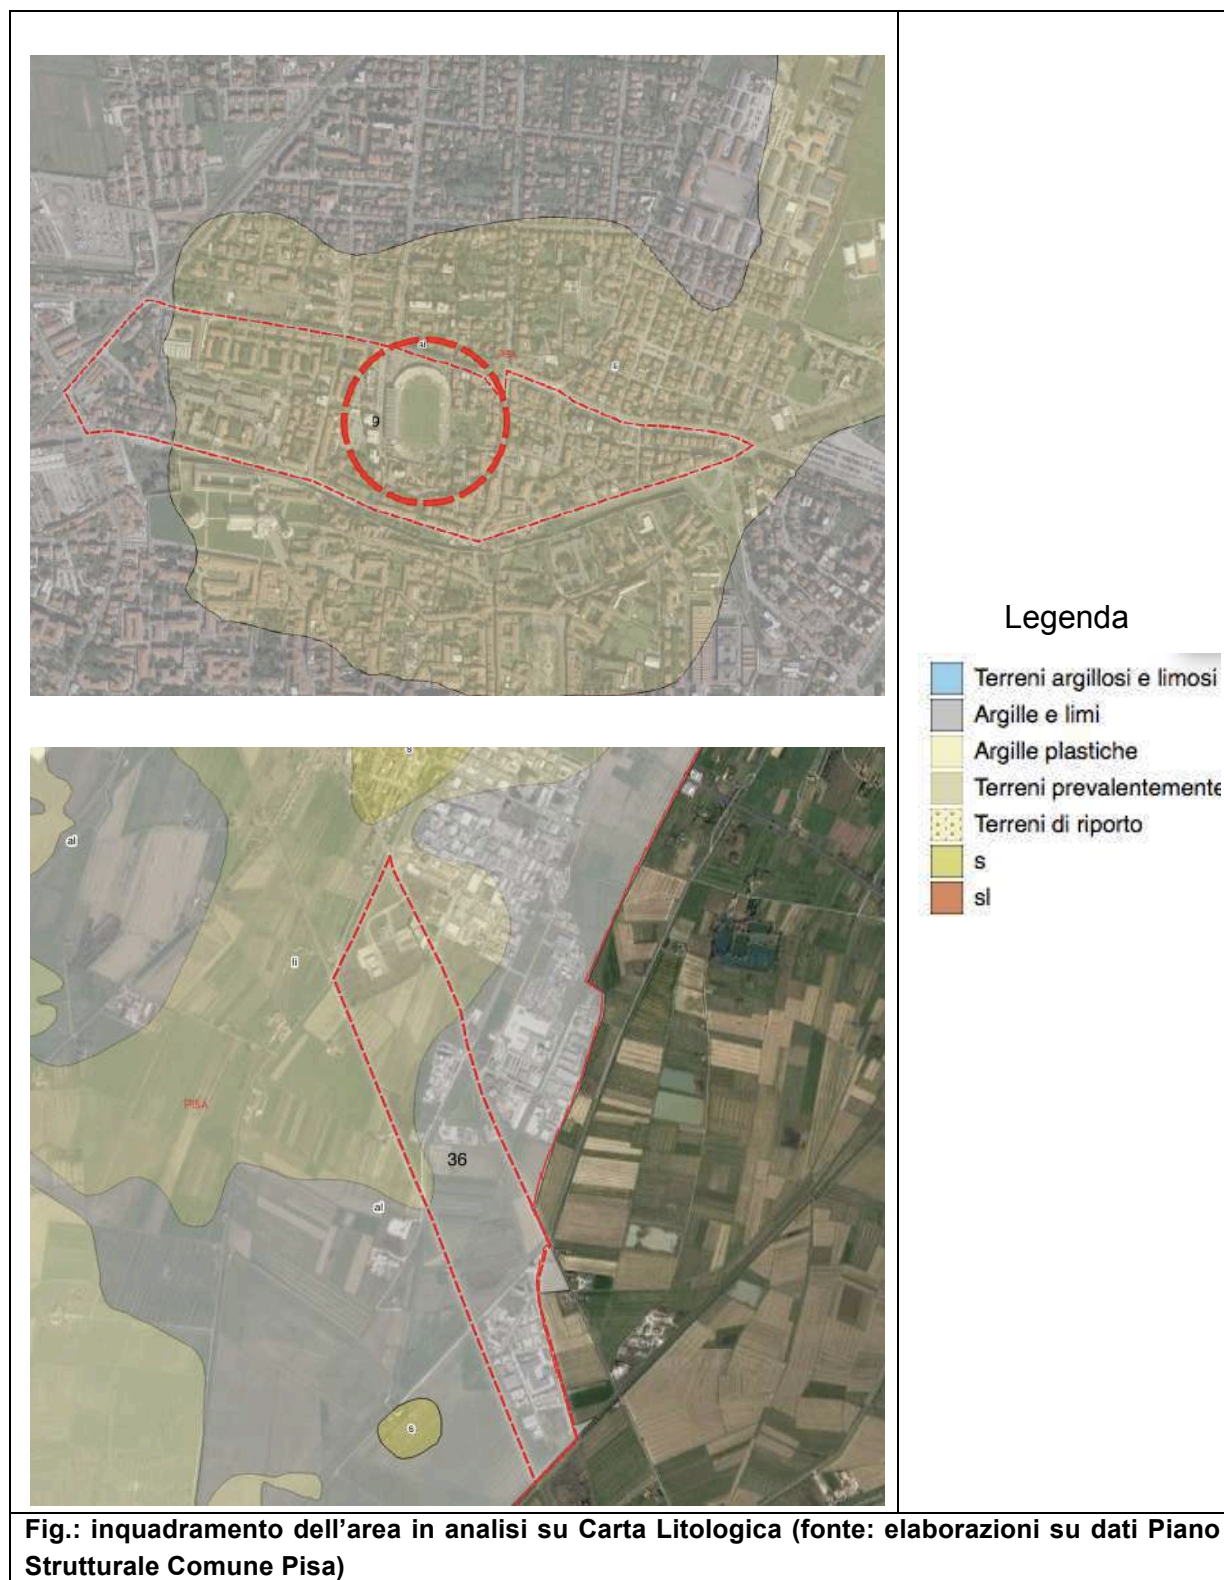 9
Legenda
Terreni argillosi e limosi
Argille e limi
Argille plastiche
Terreni prevalentemente
Terreni di riporto
s
sl
s
al
li
PISA
36
al
s
Fig.: inquadramento dell’area in analisi su Carta Litologica (fonte: elaborazioni su dati Piano
Strutturale Comune Pisa)